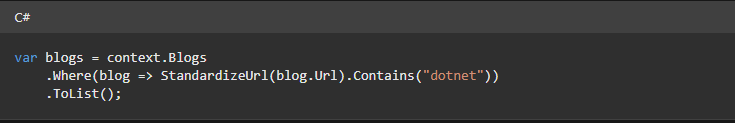 C#
var blogs = context.Blogs
    .Where(blog => StandardizeUrl(blog.Url).Contains("dotnet"))
    .ToList();